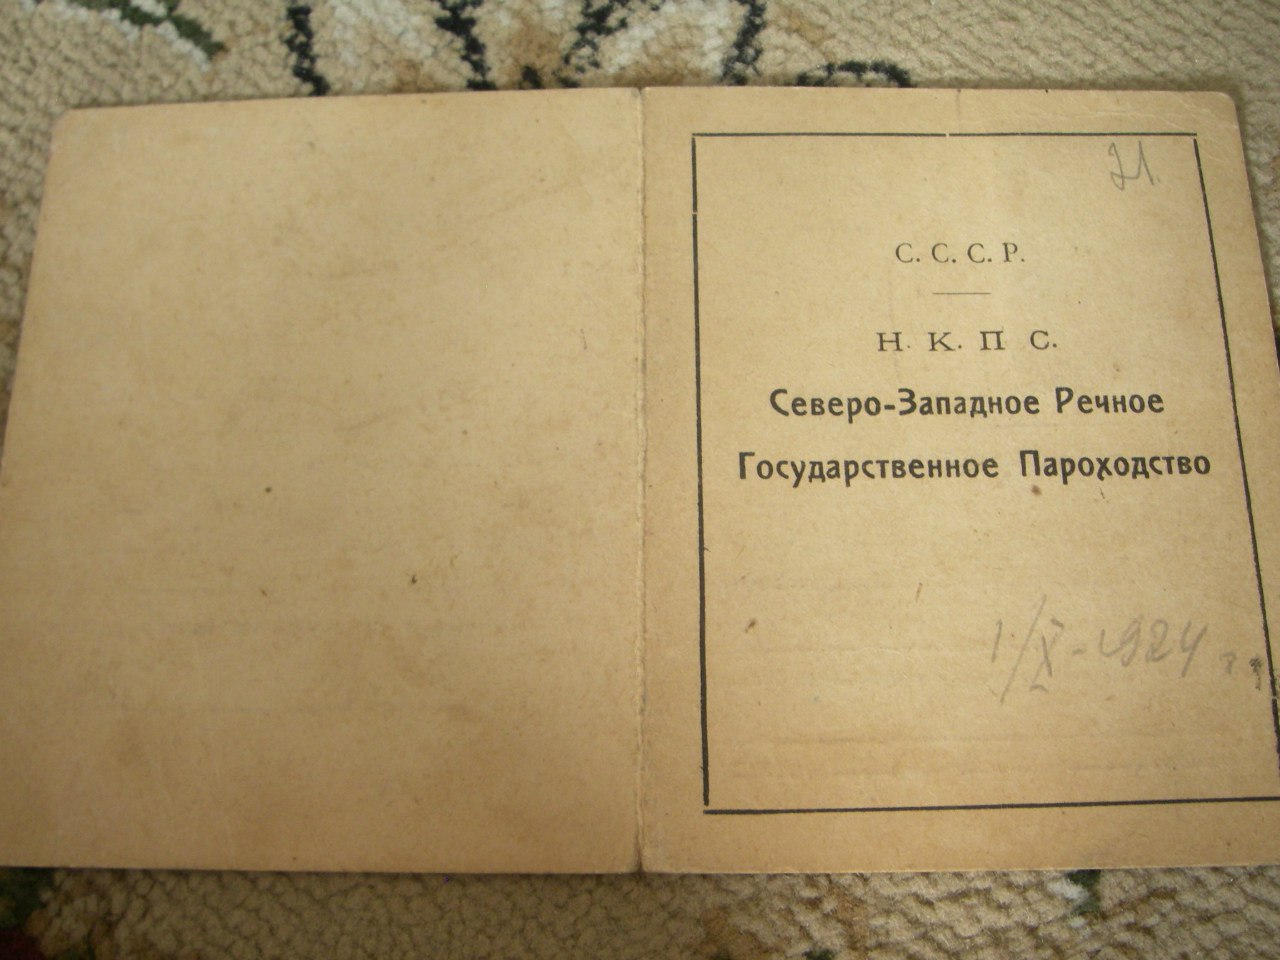 21.
С. С. С. Р.
Н. К. П С.
Северо-Западное Речное
Государственное Пароходство
1/X-1924 г.